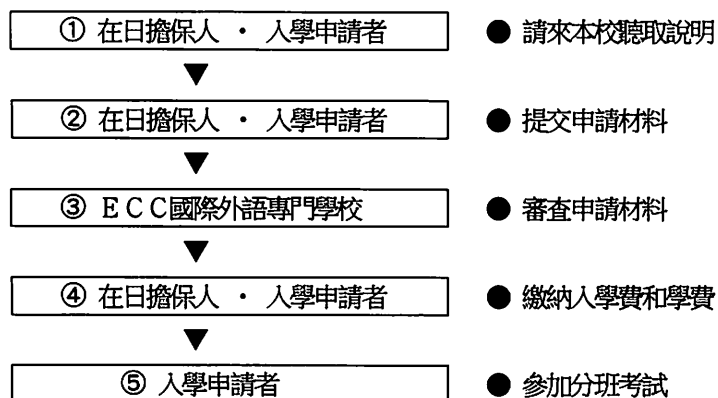 ① 在日擔保人 ・ 入學申請者 ● 請來本校聽取說明
▼
② 在日擔保人 ・ 入學申請者 ● 提交申請材料
▼
③ ECC國際外語專門學校 ● 審查申請材料
▼
④ 在日擔保人 ・ 入學申請者 ● 繳納入學費和學費
▼
⑤ 入學申請者 ● 參加分班考試